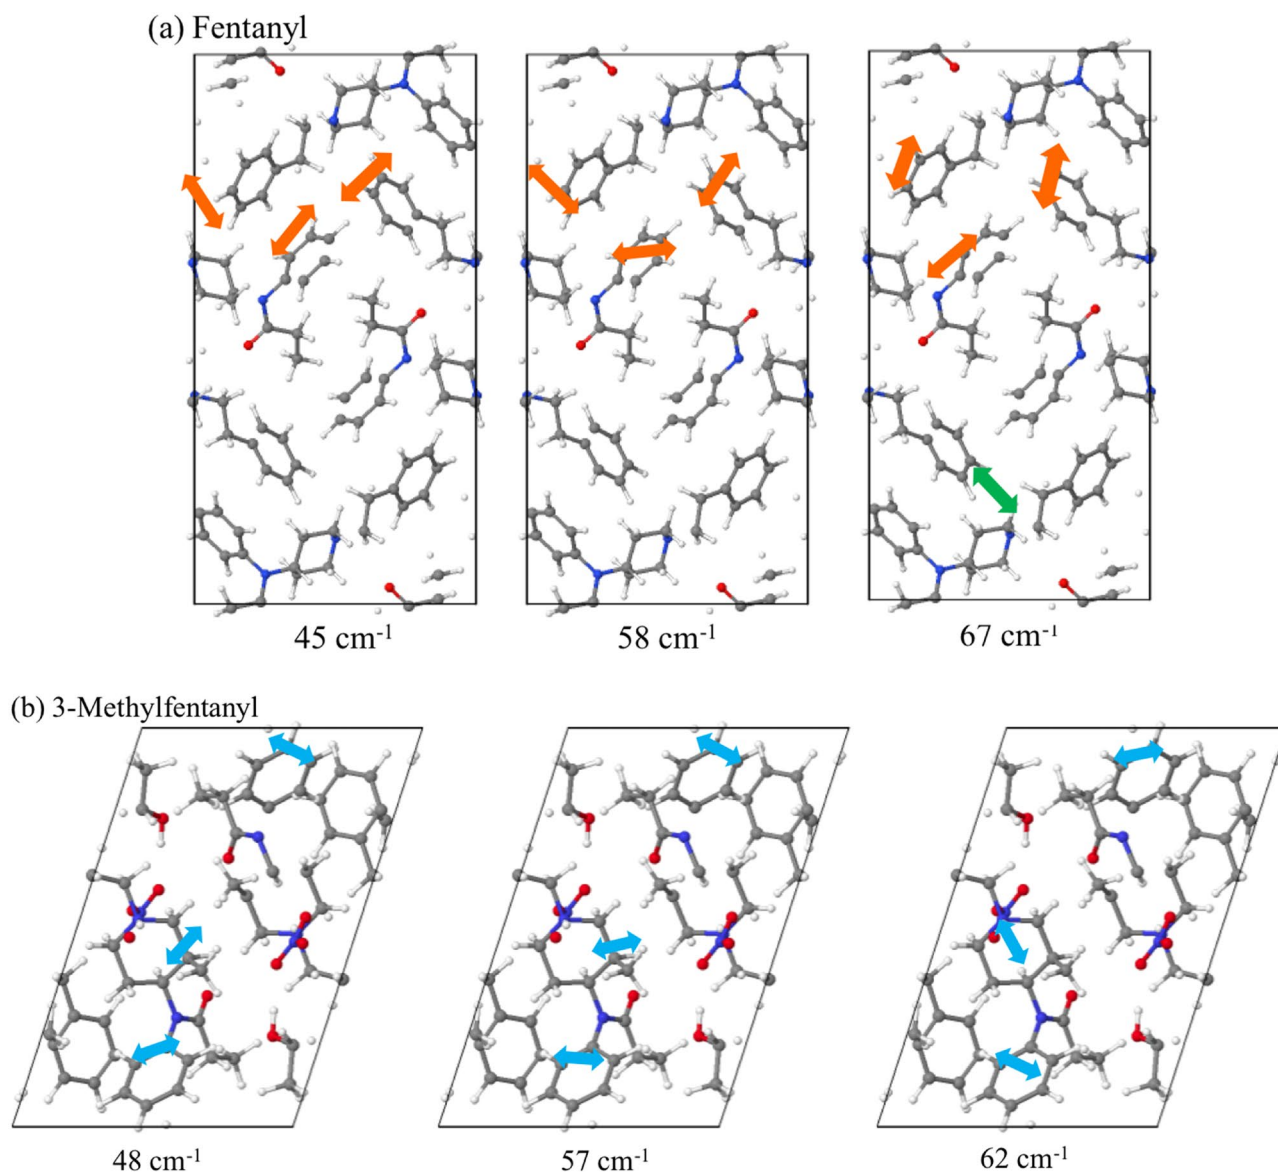 (a) Fentanyl
45 cm⁻¹
58 cm⁻¹
67 cm⁻¹
(b) 3-Methylfentanyl
48 cm⁻¹
57 cm⁻¹
62 cm⁻¹